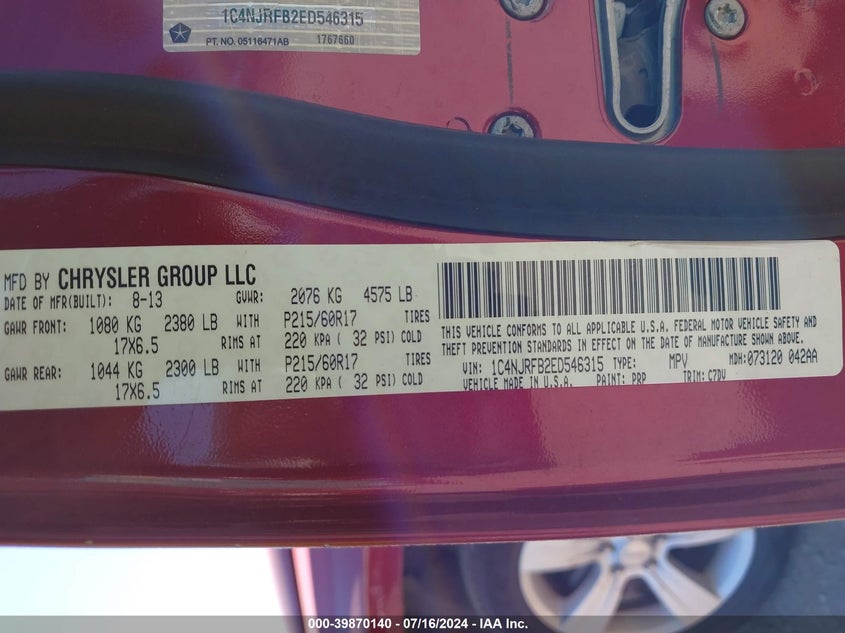 1C4NJRFB2ED546315
PT. NO. 05116471AB 1767660
MFD BY CHRYSLER GROUP LLC
DATE OF MFR(BUILT): 8-13 GVWR: 2076 KG 4575 LB
GAWR FRONT: 1080 KG 2380 LB WITH P215/60R17 TIRES
17X6.5 RIMS AT 220 KPA ( 32 PSI) COLD
GAWR REAR: 1044 KG 2300 LB WITH P215/60R17 TIRES
17X6.5 RIMS AT 220 KPA ( 32 PSI) COLD
THIS VEHICLE CONFORMS TO ALL APPLICABLE U.S.A. FEDERAL MOTOR VEHICLE SAFETY AND
THEFT PREVENTION STANDARDS IN EFFECT ON THE DATE OF MANUFACTURE SHOWN ABOVE.
VIN: 1C4NJRFB2ED546315 TYPE: MPV MDH: 073120 042AA
VEHICLE MADE IN U.S.A. PAINT: PRP TRIM: C7DV
000-39870140 - 07/16/2024 - IAA Inc.